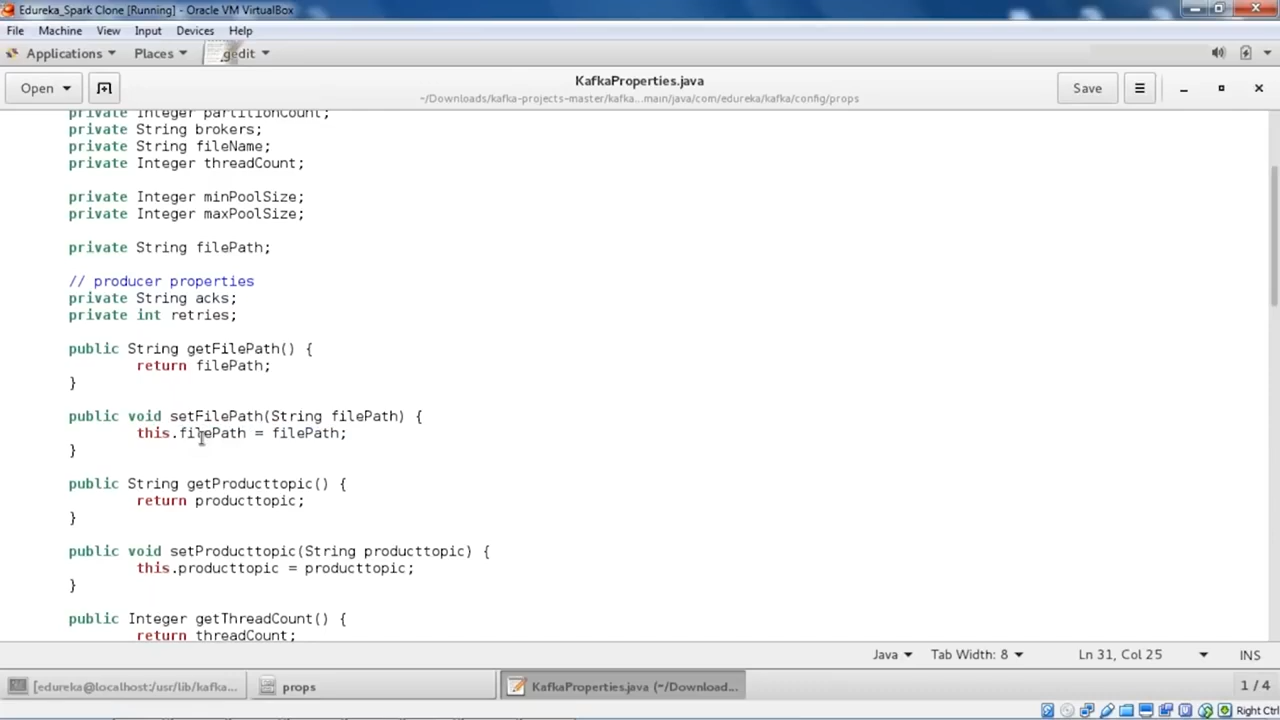 Edureka_Spark Clone [Running] - Oracle VM VirtualBox
File Machine View Input Devices Help
Applications Places gedit
Open KafkaProperties.java Save
~/Downloads/kafka-projects-master/kafka...main/java/com/edureka/kafka/config/props
private Integer partitionCount;
private String brokers;
private String fileName;
private Integer threadCount;
private Integer minPoolSize;
private Integer maxPoolSize;
private String filePath;
// producer properties
private String acks;
private int retries;
public String getFilePath() {
return filePath;
}
public void setFilePath(String filePath) {
this.filePath = filePath;
}
public String getProducttopic() {
return producttopic;
}
public void setProducttopic(String producttopic) {
this.producttopic = producttopic;
}
public Integer getThreadCount() {
return threadCount;
Java Tab Width: 8 Ln 31, Col 25 INS
[edureka@localhost:/usr/lib/kafka... props KafkaProperties.java (~/Download... 1 / 4
Right Ctrl